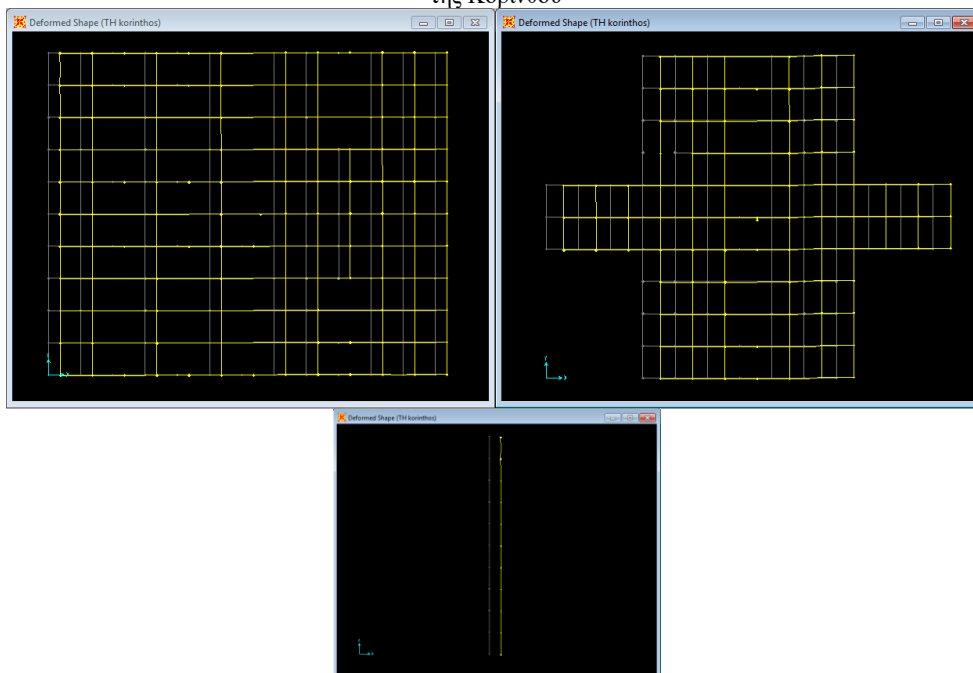 της Κορίνθου
Deformed Shape (TH korinthos)
Deformed Shape (TH korinthos)
Y
X
Y
X
Deformed Shape (TH korinthos)